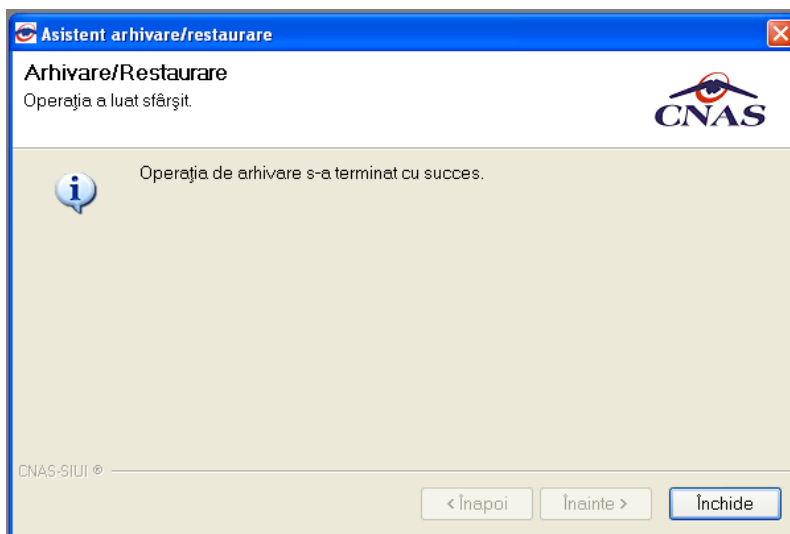 Asistent arhivare/restaurare
Arhivare/Restaurare
Operaţia a luat sfârşit.
CNAS
Operaţia de arhivare s-a terminat cu succes.
CNAS-SIUI ®
< Înapoi
Înainte >
Închide